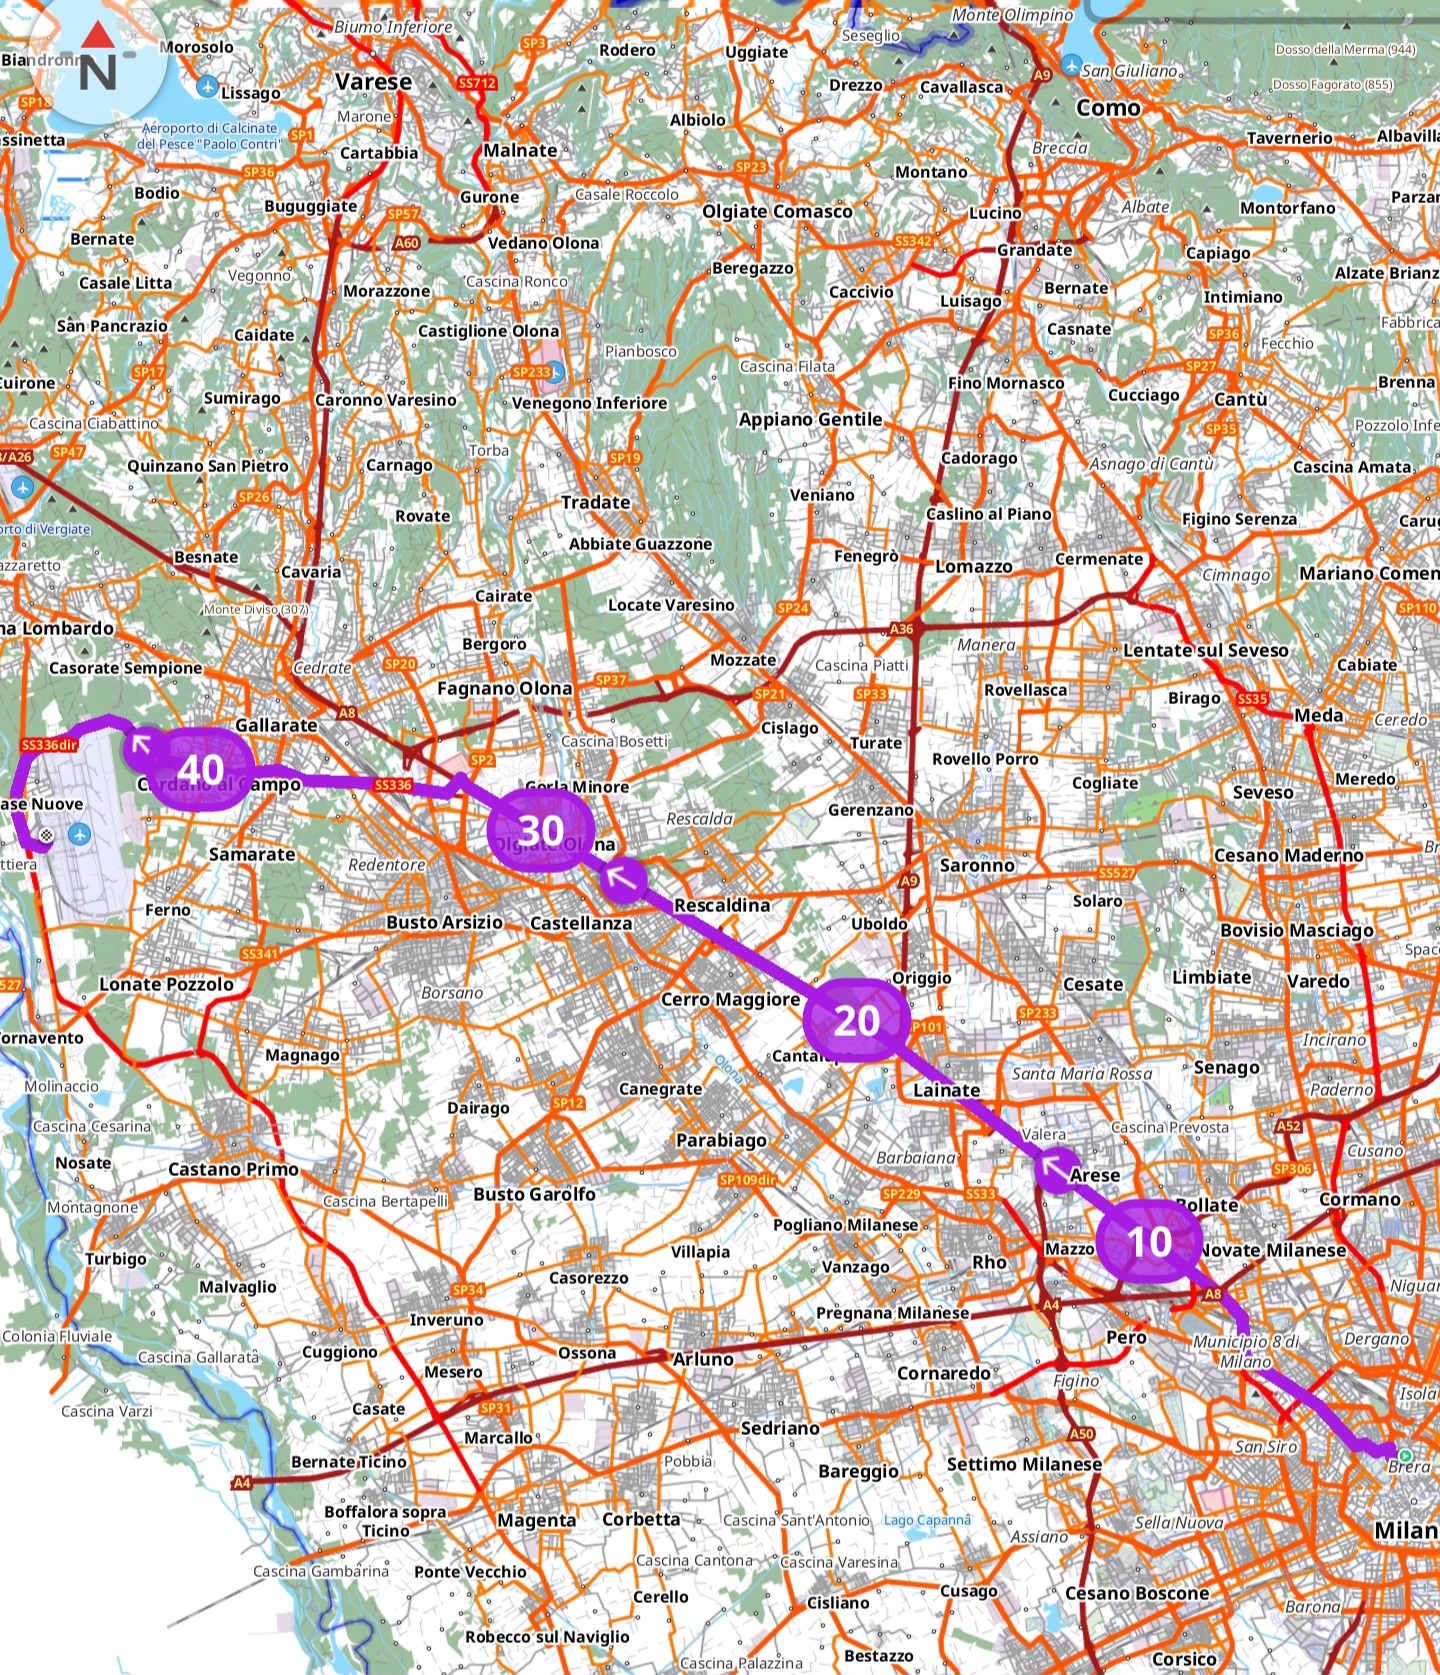 Monte Olimpino
Biumo Inferiore
Seseglio
SP3
Morosolo
Rodero
Uggiate
Dosso della Merma (944)
N
Varese
SS712
A9
San Giuliano
Lissago
Drezzo
Cavallasca
Dosso Fagorato (855)
SP18
Marone
Albiolo
Como
Aeroporto di Calcinate
del Pesce "Paolo Contri"
SP1
Tavernerio
Albavilla
ssinetta
Cartabbia
Malnate
Breccia
SP36
SP23
Montano
Bodio
Gurone
Casale Roccolo
Buguggiate
SP57
Olgiate Comasco
Lucino
Albate
Montorfano
Parzan
Bernate
A60
Vedano Olona
SS342
Grandate
Capiago
Vegonno
Casale Litta
Cascina Ronco
Beregazzo
Alzate Brianz
Morazzone
Caccivio
Luisago
Bernate
Intimiano
San Pancrazio
Caidate
Castiglione Olona
Casnate
SP36
Fabbrica
Pianbosco
Fecchio
SP17
SP233
Cascina Filata
SP27
Cuirone
Fino Mornasco
Brenna
Sumirago
Caronno Varesino
Venegono Inferiore
Cucciago
Cantù
Cascina Ciabattino
Appiano Gentile
SP35
Pozzolo Infe
SP47
Torba
/A26
Quinzano San Pietro
Carnago
SP19
Cadorago
Asnago di Cantù
Cascina Amata
SP26
Veniano
Tradate
rto di Vergiate
Rovate
Caslino al Piano
Figino Serenza
Carug
Abbiate Guazzone
Besnate
Fenegrò
Lomazzo
Cermenate
azzaretto
Cavaria
Cimnago
Mariano Comen
Cairate
Monte Diviso (307)
Locate Varesino
SP24
SP110
na Lombardo
A36
Bergoro
Manera
Lentate sul Seveso
Casorate Sempione
Cedrate
SP20
Mozzate
Cascina Piatti
Cabiate
Fagnano Olona
SP37
SP21
SP33
Rovellasca
Birago
SS35
A8
Meda
Gallarate
Cislago
Ceredo
SS336dir
Cascina Bosetti
Turate
40
SP2
Rovello Porro
Cardano al Campo
SS336
Gorla Minore
Cogliate
Meredo
ase Nuove
Seveso
30
Rescalda
Gerenzano
Olgiate Olona
Samarate
Redentore
Saronno
Cesano Maderno
Br
ttiera
A9
SS527
Ferno
Rescaldina
Solaro
Busto Arsizio
Castellanza
Uboldo
Bovisio Masciago
SS341
Spac
527
Lonate Pozzolo
Borsano
Origgio
Cesate
Limbiate
Varedo
Cerro Maggiore
20
SP233
P101
Tornavento
Magnago
Incirano
Cantalup
Senago
Olona
Santa Maria Rossa
Molinaccio
Canegrate
Lainate
Paderno
SP12
Dairago
Cascina Cesarina
Valera
Cascina Prevosta
A52
Parabiago
Cusano
Nosate
Barbaiana
Castano Primo
SP109dir
Arese
SP306
Montagnone
Cascina Bertapelli
Busto Garolfo
SP229
SS33
Bollate
Cormano
Pogliano Milanese
10
Turbigo
Villapia
Mazzo
Novate Milanese
Rho
Malvaglio
Casorezzo
Vanzago
Niguar
SP34
A8
Inveruno
Pregnana Milanese
A4
Colonia Fluviale
Pero
Municipio 8 di
Milano
Dergano
Cascina Gallarata
Cuggiono
Ossona
Arluno
Mesero
Cornaredo
Figino
Isola
Cascina Varzi
Casate
SP31
Sedriano
A50
Marcallo
San Siro
Bernate Ticino
Pobbia
Bareggio
Settimo Milanese
Brera
A4
Boffalora sopra
Ticino
Magenta
Corbetta
Cascina Sant'Antonio
Lago Capanna
Sella Nuova
Assiano
Milan
Cascina Gambarina
Ponte Vecchio
Cascina Cantona
Cascina Varesina
Cerello
Cisliano
Cusago
Cesano Boscone
Barona
Robecco sul Naviglio
Cascina Palazzina
Bestazzo
Corsico